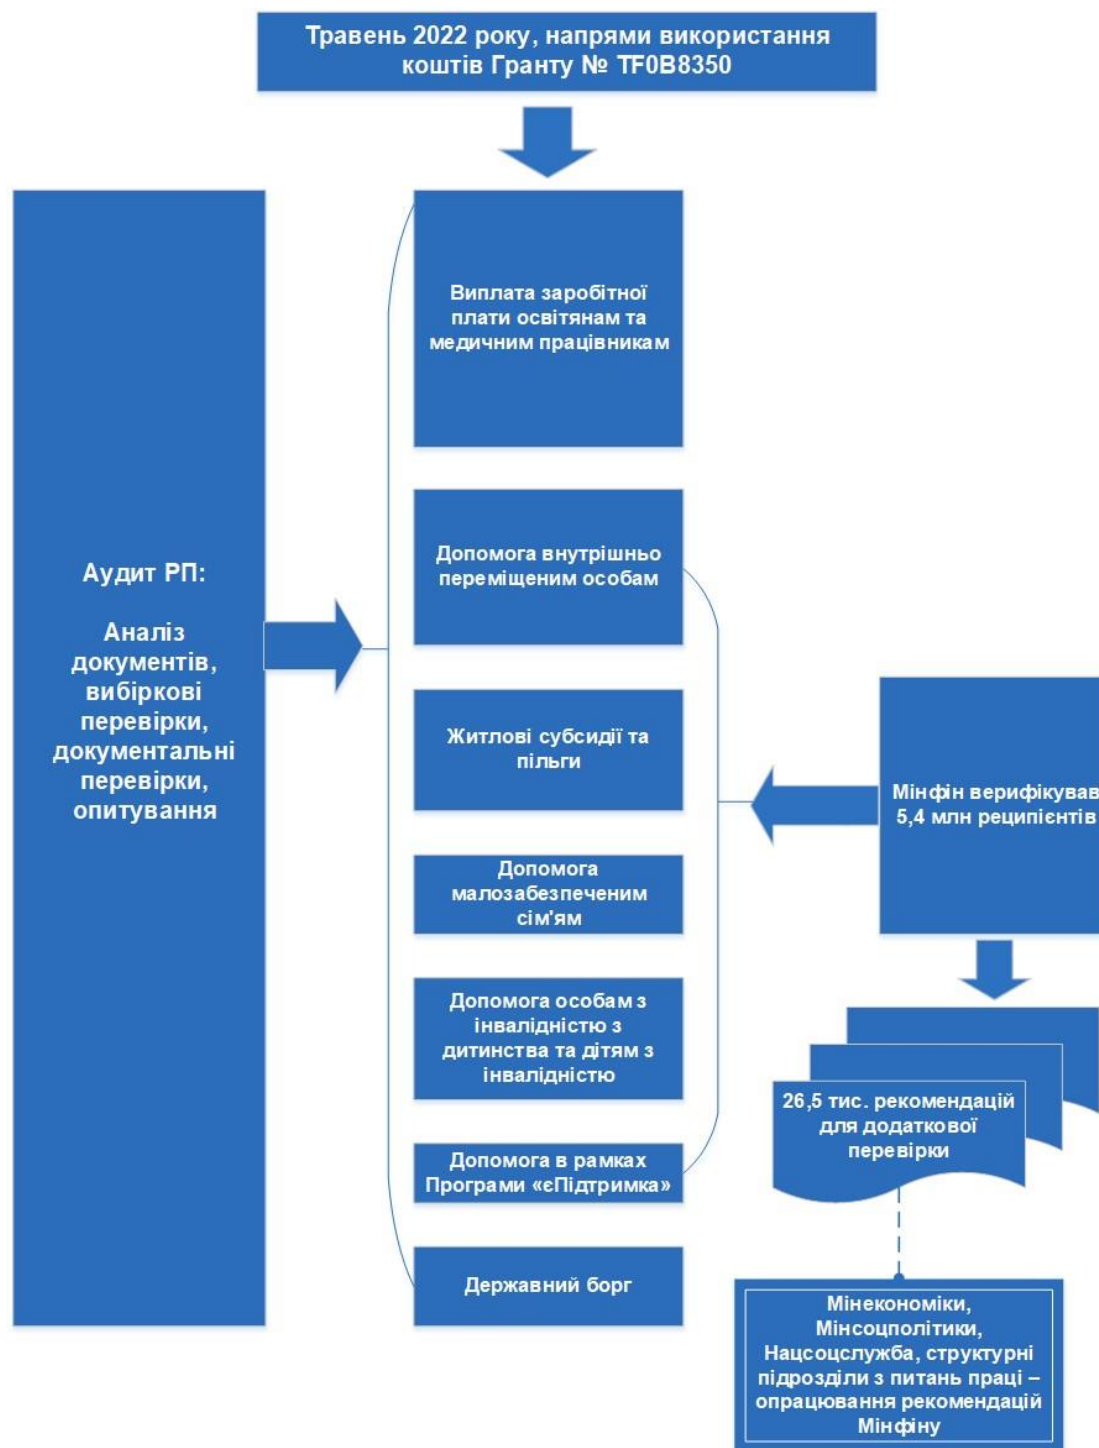 Травень 2022 року, напрями використання
коштів Гранту № TF0B8350
Аудит РП:
Аналіз
документів,
вибіркові
перевірки,
документальні
перевірки,
опитування
Виплата заробітної
плати освітянам та
медичним працівникам
Допомога внутрішньо
переміщеним особам
Житлові субсидії та
пільги
Допомога
малозабезпеченим
сім'ям
Допомога особам з
інвалідністю з
дитинства та дітям з
інвалідністю
Допомога в рамках
Програми «єПідтримка»
Державний борг
Мінфін верифікував
5,4 млн реципієнтів
26,5 тис. рекомендацій
для додаткової
перевірки
Мінекономіки,
Мінсоцполітики,
Нацсоцслужба, структурні
підрозділи з питань праці –
опрацювання рекомендацій
Мінфіну